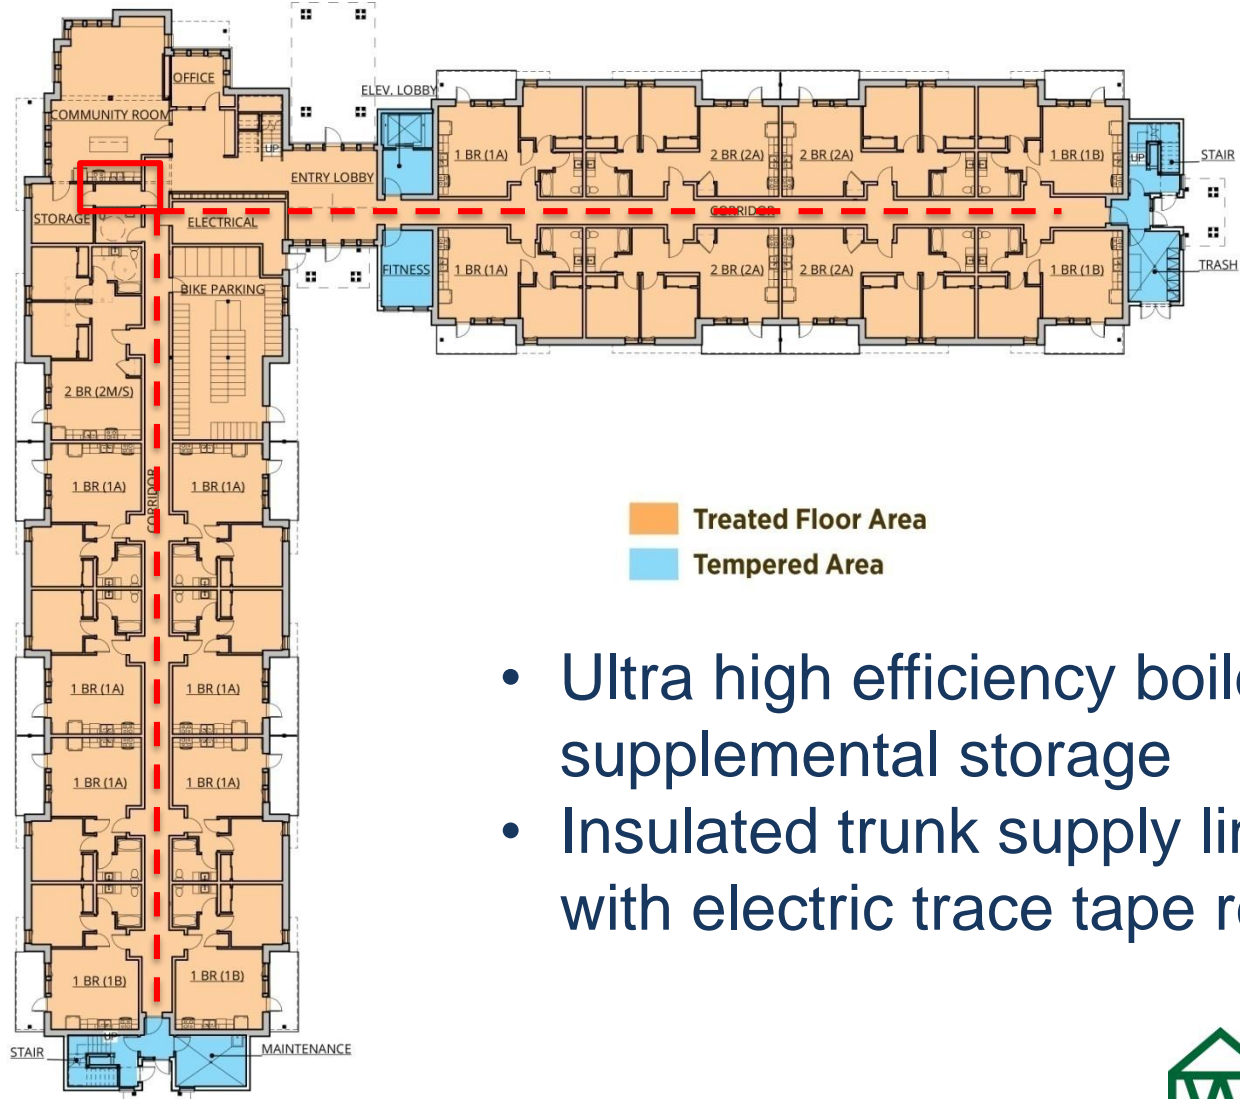 OFFICE
ELEV. LOBBY
COMMUNITY ROOM
UP
1 BR (1A)
2 BR (2A)
2 BR (2A)
1 BR (1B)
UP
STAIR
ENTRY LOBBY
STORAGE
ELECTRICAL
CORRIDOR
FITNESS
1 BR (1A)
2 BR (2A)
2 BR (2A)
1 BR (1B)
TRASH
BIKE PARKING
2 BR (2M/S)
1 BR (1A)
CORRIDOR
1 BR (1A)
Treated Floor Area
Tempered Area
1 BR (1A)
1 BR (1A)
1 BR (1A)
1 BR (1A)
• Ultra high efficiency
supplemental storage
• Insulated trunk supply
with electric trace tape
1 BR (1B)
1 BR (1B)
UP
STAIR
MAINTENANCE